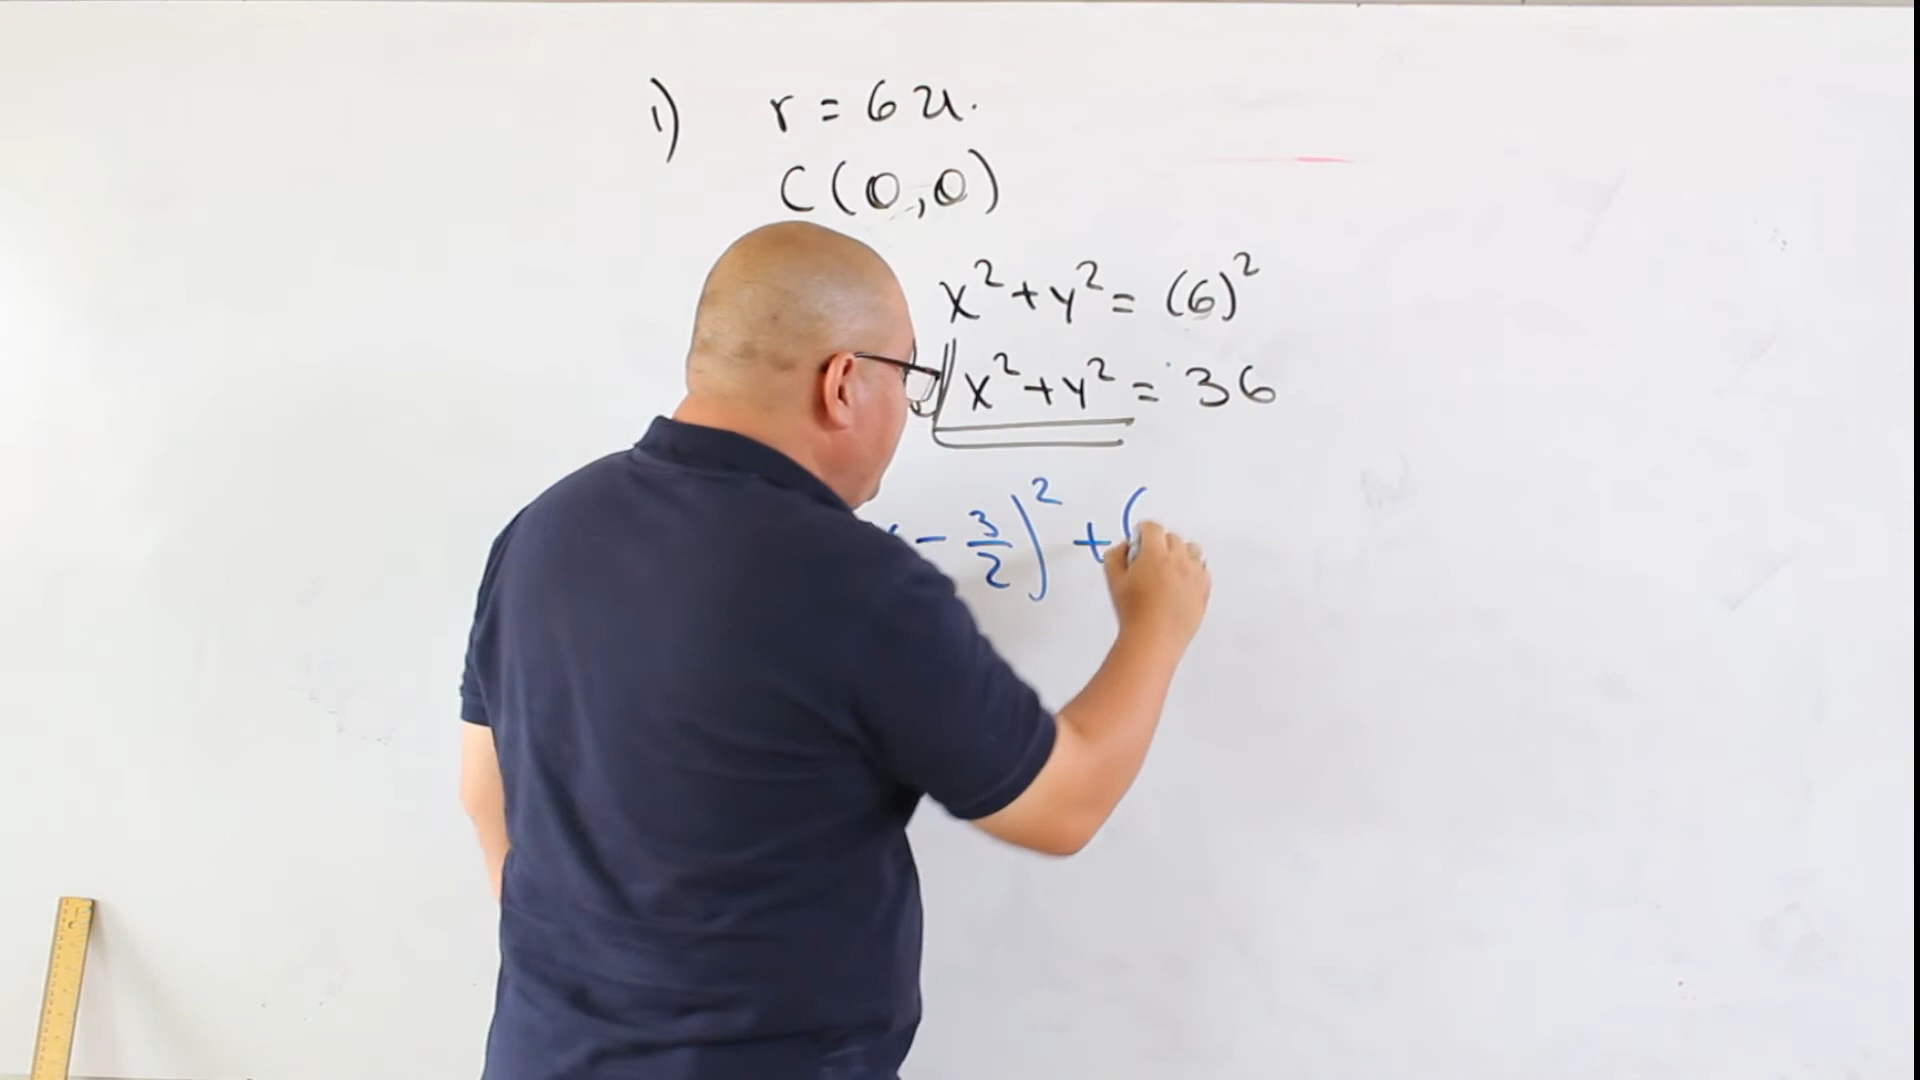 1) r = 6 u.
C(0,0)
x² + y² = (6)²
x² + y² = 36
- 3/2)² + (